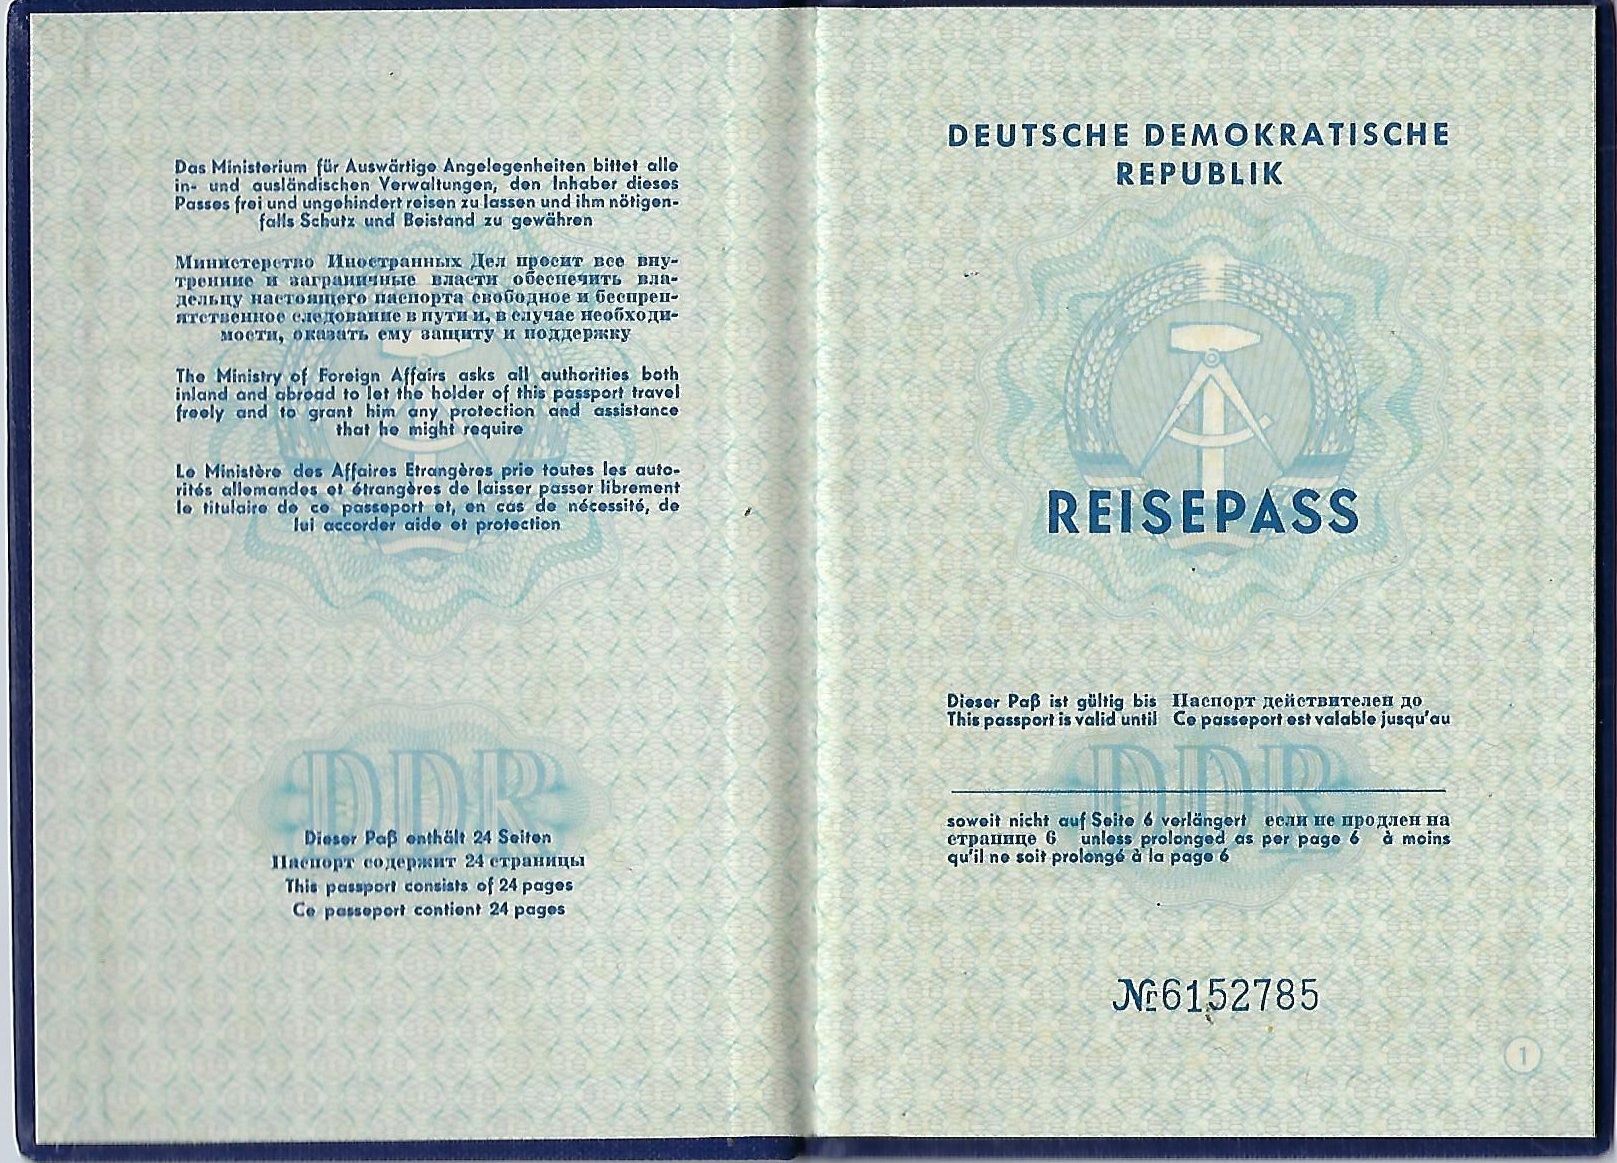 Das Ministerium für Auswärtige Angelegenheiten bittet alle
in- und ausländischen Verwaltungen, den Inhaber dieses
Passes frei und ungehindert reisen zu lassen und ihm nötigen-
falls Schutz und Beistand zu gewähren
Министерство Иностранных Дел просит все вну-
тренние и заграничные власти обеспечить вла-
дельцу настоящего паспорта свободное и беспреп-
ятственное следование в пути и, в случае необходи-
мости, оказать ему защиту и поддержку
The Ministry of Foreign Affairs asks all authorities both
inland and abroad to let the holder of this passport travel
freely and to grant him any protection and assistance
that he might require
Le Ministère des Affaires Etrangères prie toutes les auto-
rités allemandes et étrangères de laisser passer librement
le titulaire de ce passeport et, en cas de nécessité, de
lui accorder aide et protection
DDR
Dieser Paß enthält 24 Seiten
Паспорт содержит 24 страницы
This passport consists of 24 pages
Ce passeport contient 24 pages
DEUTSCHE DEMOKRATISCHE
REPUBLIK
REISEPASS
Dieser Paß ist gültig bis Паспорт действителен до
This passport is valid until Ce passeport est valable jusqu'au
DDR
soweit nicht auf Seite 6 verlängert если не продлен на
странице 6 unless prolonged as per page 6 à moins
qu'il ne soit prolongé à la page 6
Nr 6152785
1